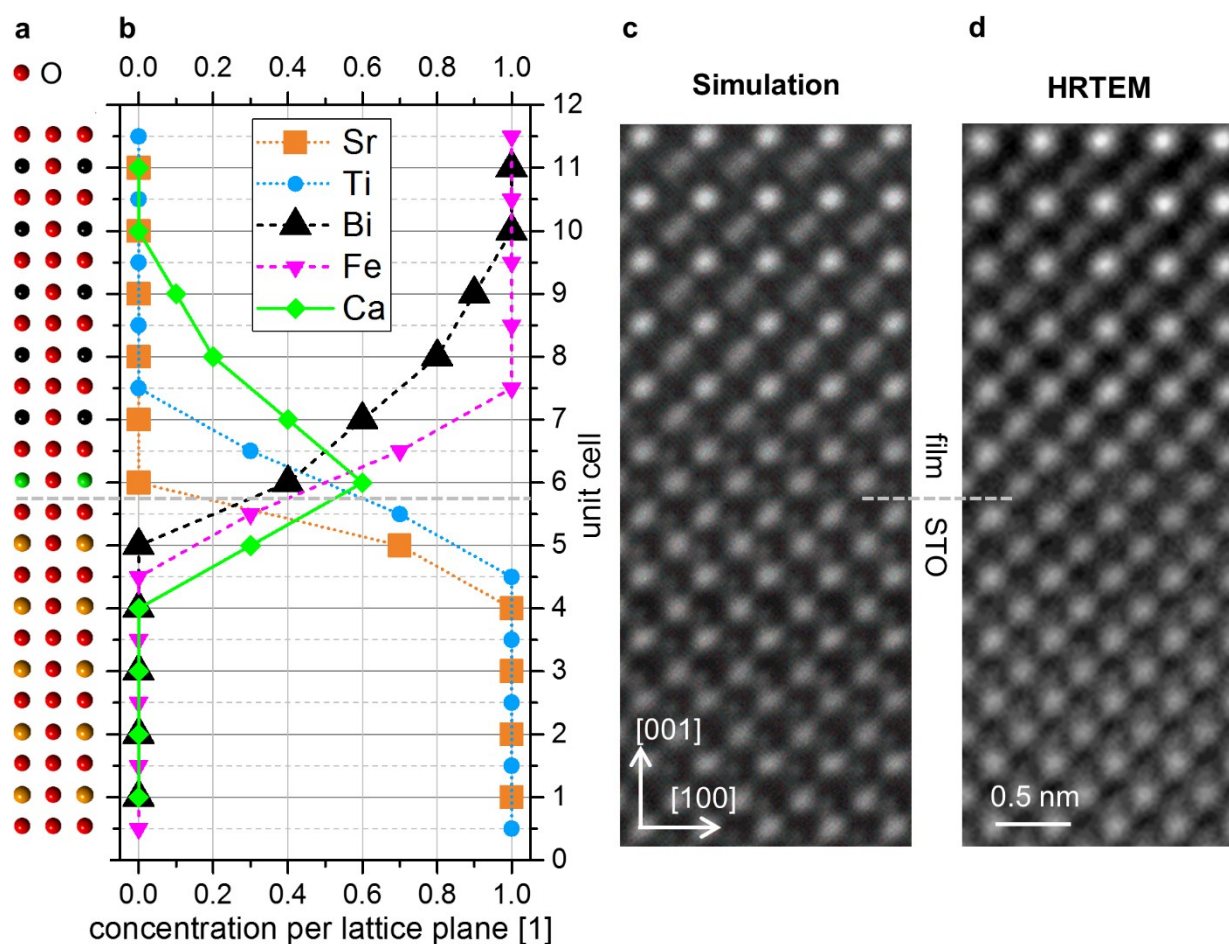 a
b
c
d
O
0.0 0.2 0.4 0.6 0.8 1.0
Simulation
HRTEM
Sr
Ti
Bi
Fe
Ca
12
11
10
9
8
7
6
5
4
3
2
1
0
unit cell
0.0 0.2 0.4 0.6 0.8 1.0
concentration per lattice plane [1]
film
STO
[001]
[100]
0.5 nm